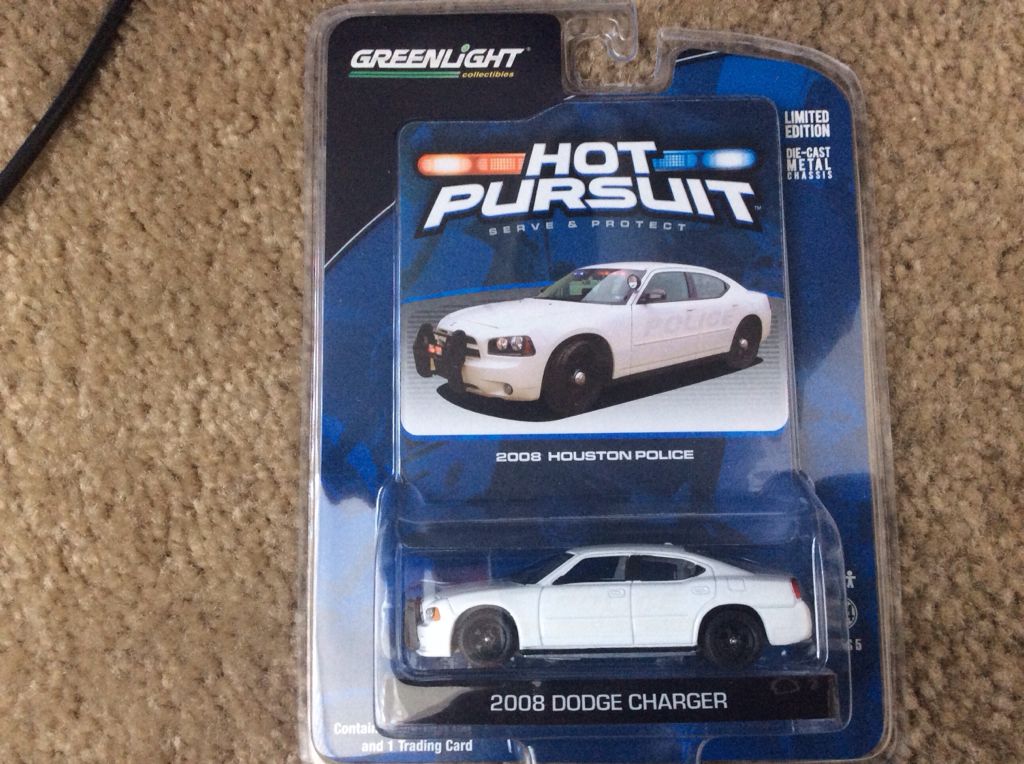 GREENLIGHT
collectibles
LIMITED
EDITION
DIE-CAST
METAL
CHASSIS
HOT
PURSUIT™
SERVE & PROTECT
POLICE
2008 HOUSTON POLICE
2008 DODGE CHARGER
and 1 Trading Card